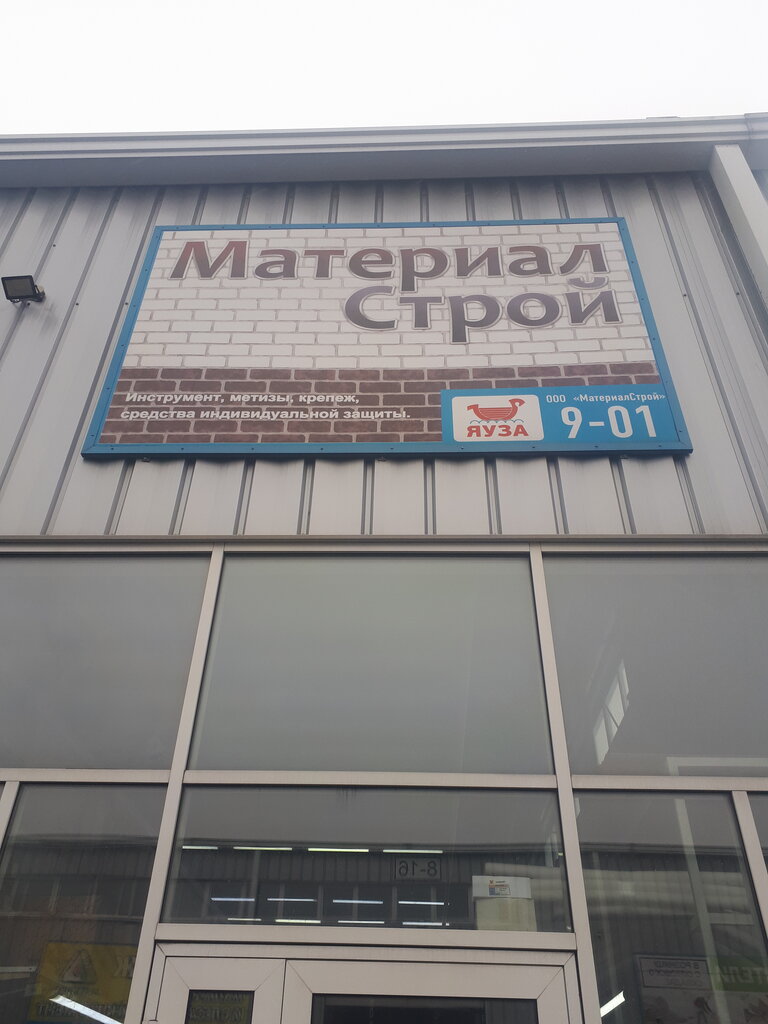 Материал
Строй
Инструмент, метизы, крепеж,
средства индивидуальной защиты.
ЯУЗА
ООО «МатериалСтрой»
9-01
8-16